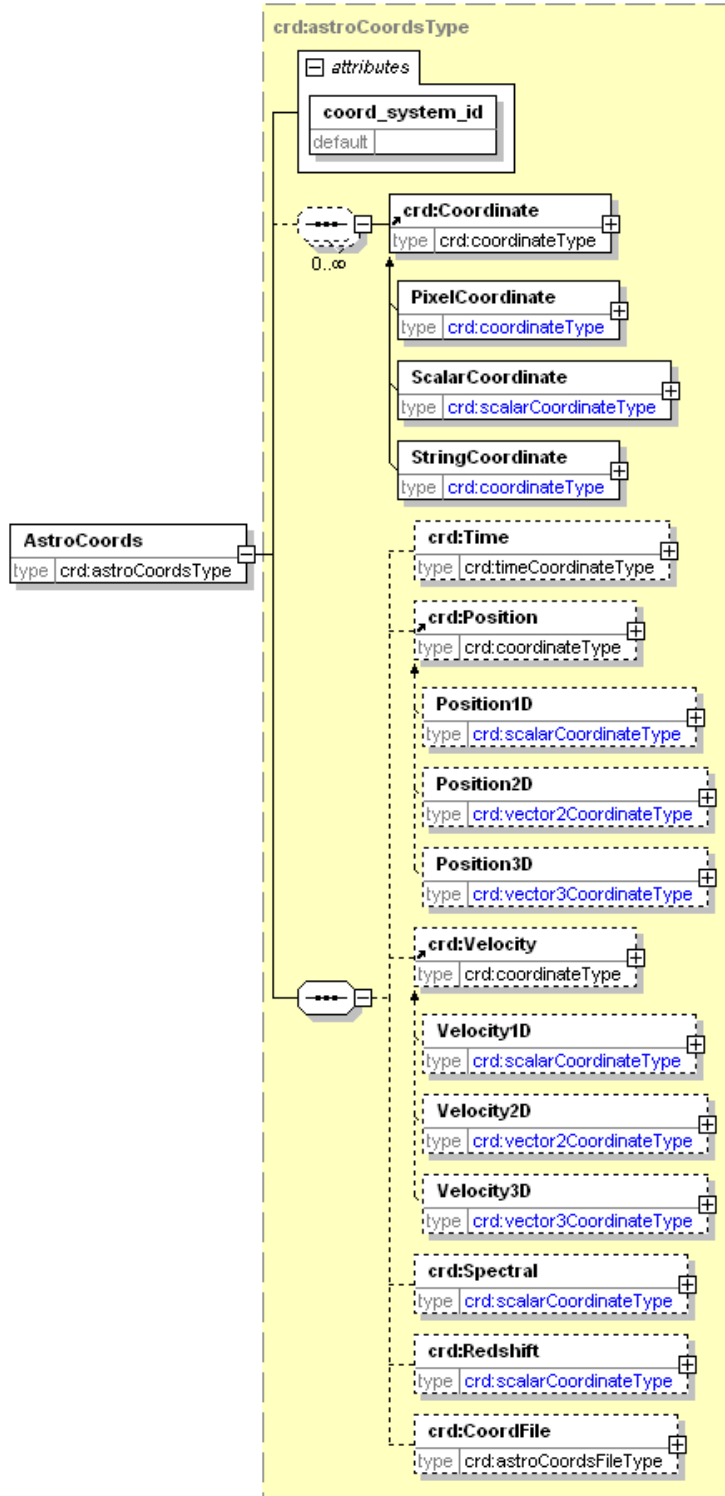 crd:astroCoordsType
attributes
coord_system_id
default
crd:Coordinate
type crd:coordinateType
0..∞
PixelCoordinate
type crd:coordinateType
ScalarCoordinate
type crd:scalarCoordinateType
StringCoordinate
type crd:coordinateType
AstroCoords
type crd:astroCoordsType
crd:Time
type crd:timeCoordinateType
crd:Position
type crd:coordinateType
Position1D
type crd:scalarCoordinateType
Position2D
type crd:vector2CoordinateType
Position3D
type crd:vector3CoordinateType
crd:Velocity
type crd:coordinateType
Velocity1D
type crd:scalarCoordinateType
Velocity2D
type crd:vector2CoordinateType
Velocity3D
type crd:vector3CoordinateType
crd:Spectral
type crd:scalarCoordinateType
crd:Redshift
type crd:scalarCoordinateType
crd:CoordFile
type crd:astroCoordsFileType